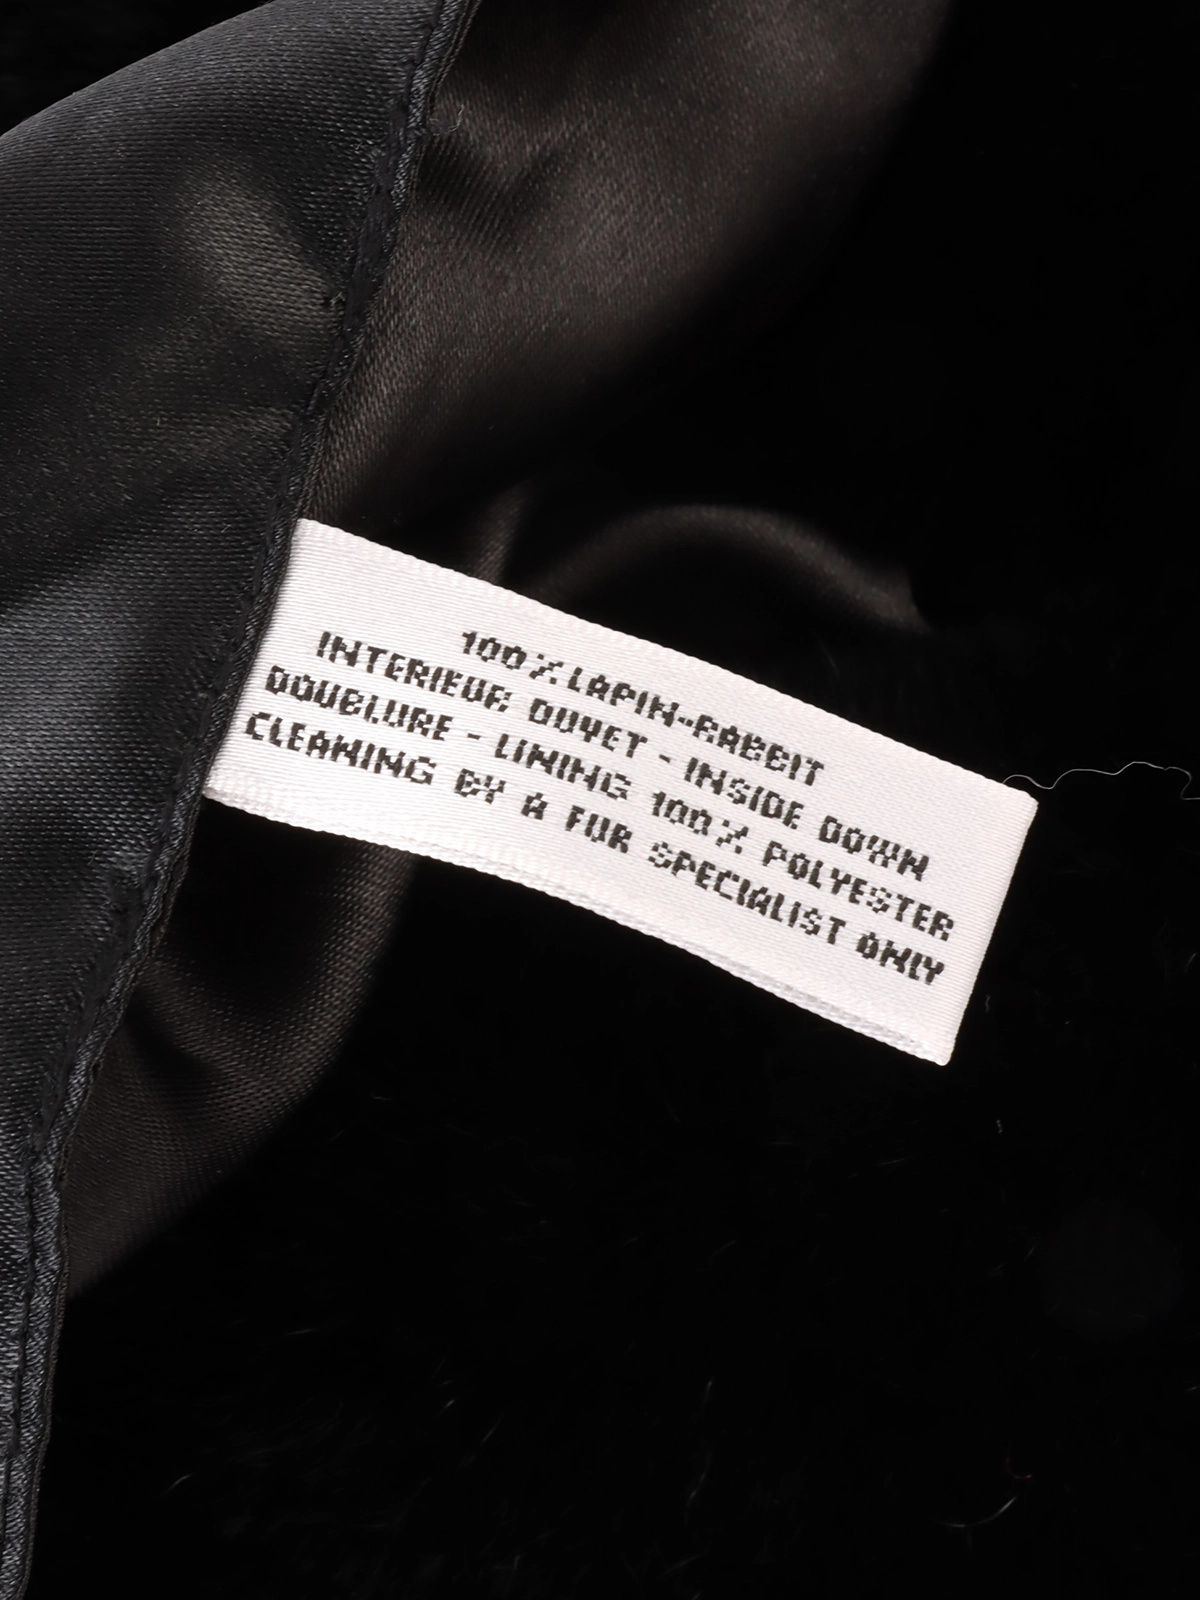 100% LAPIN-RABBIT
INTERIEUR DUVET - INSIDE DOWN
DOUBLURE - LINING 100% POLYESTER
CLEANING BY A FUR SPECIALIST ONLY